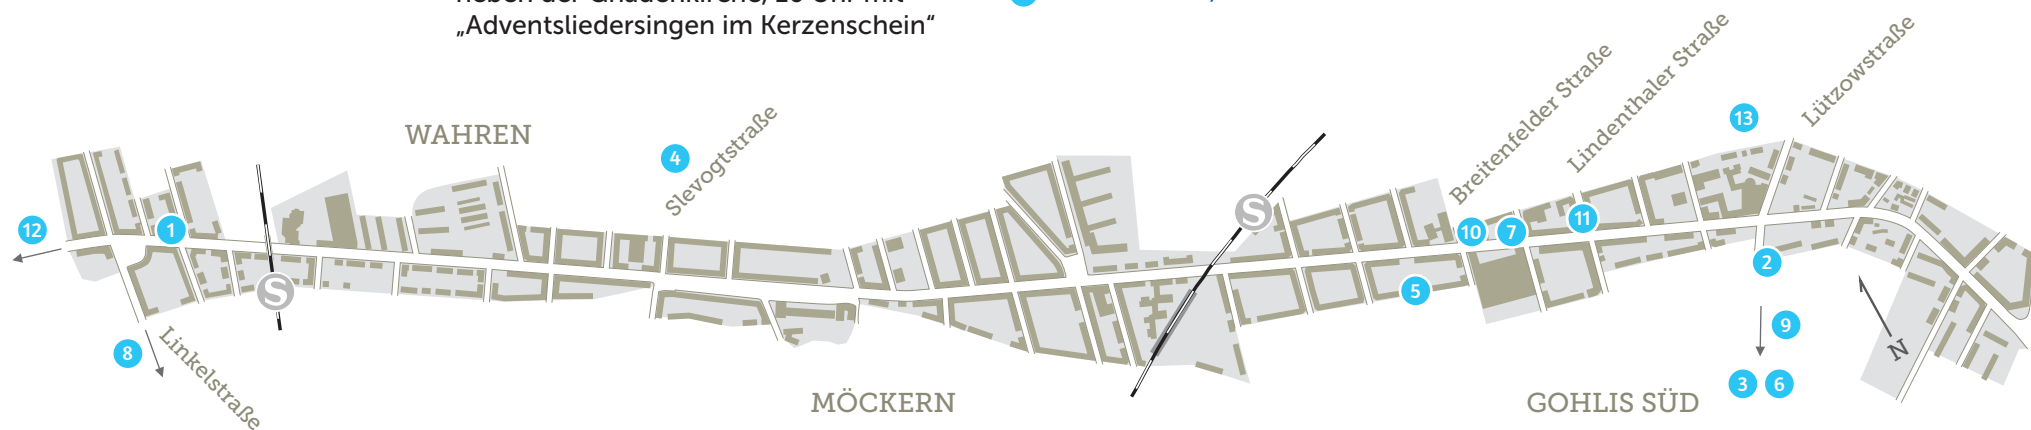 „Adventsliedersingen im Kerzenschein“
WAHREN
Slevogtstraße
Breitenfelder Straße
Lindenthaler Straße
Lützowstraße
13
4
12
1
S
S
10
7
11
2
5
8
Linkelstraße
9
N
3
6
MÖCKERN
GOHLIS SÜD